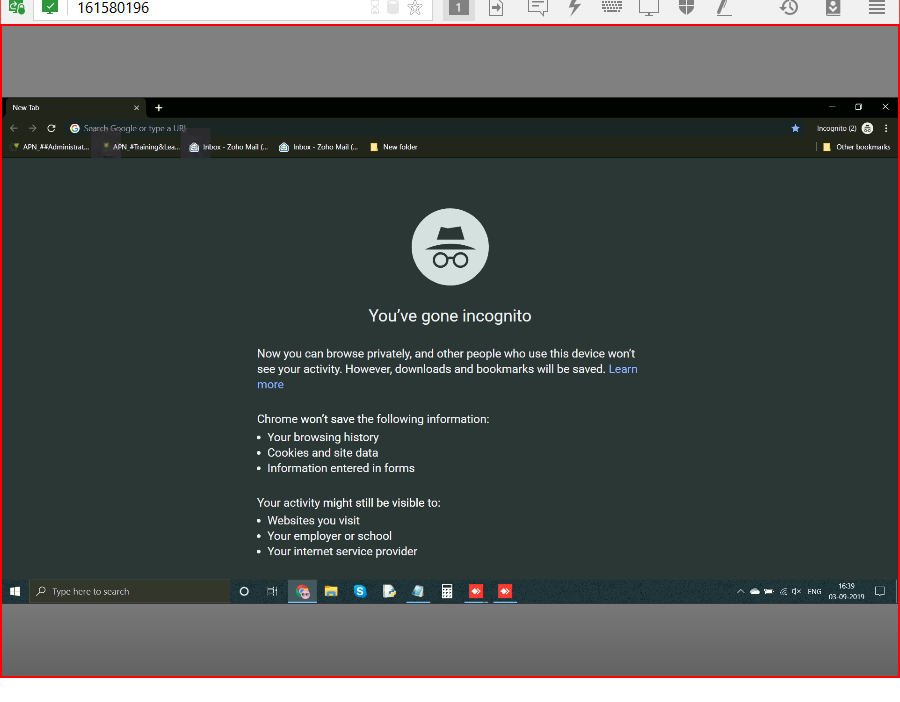 161580196
1
New Tab
Search Google or type a URL
Incognito (2)
APN_##Administrat...
APN_#Training&Lea...
Inbox - Zoho Mail (...
Inbox - Zoho Mail (...
New folder
Other bookmarks
You've gone incognito
Now you can browse privately, and other people who use this device won't
see your activity. However, downloads and bookmarks will be saved. Learn
more
Chrome won't save the following information:
• Your browsing history
• Cookies and site data
• Information entered in forms
Your activity might still be visible to:
• Websites you visit
• Your employer or school
• Your internet service provider
Type here to search
ENG
16:39
03-09-2019